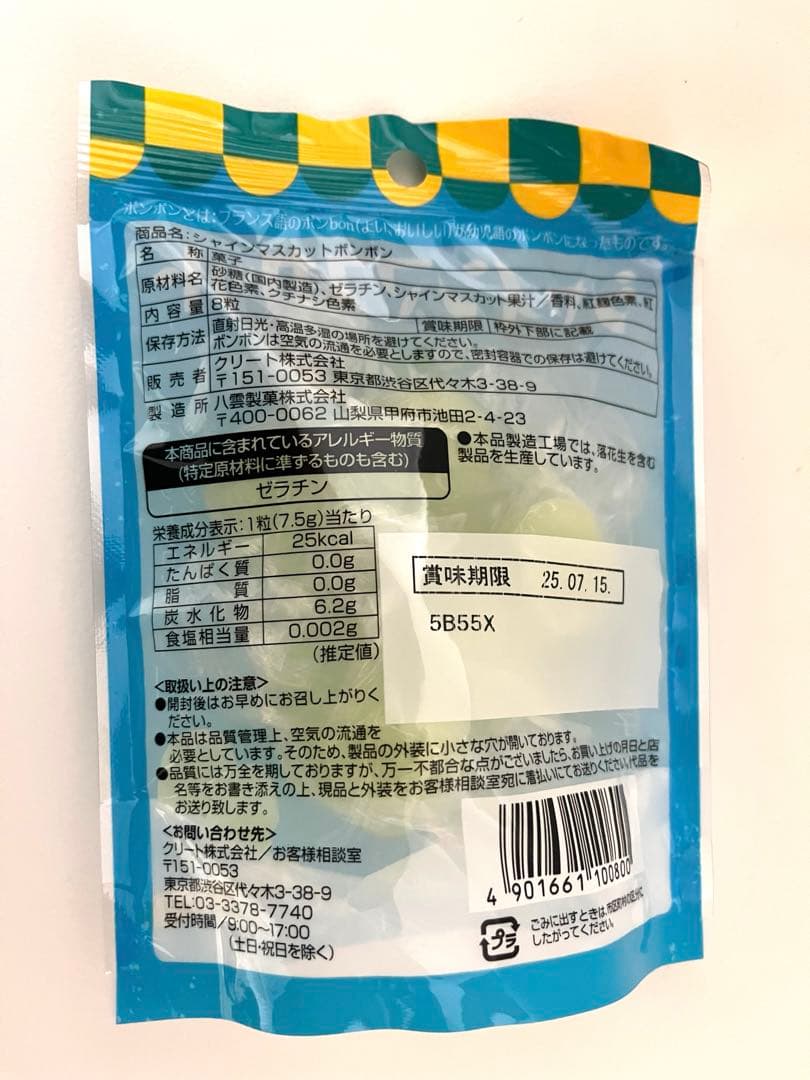 ボンボンとは:フランス語のボンbon(よい、おいしい)が幼児語のボンボンになったものです。
商品名:シャインマスカットボンボン
名 称 菓子
原材料名 砂糖(国内製造)、ゼラチン、シャインマスカット果汁/香料、紅麹色素、紅
花色素、クチナシ色素
内容量 8粒 賞味期限 枠外下部に記載
保存方法 直射日光・高温多湿の場所を避けてください。
ボンボンは空気の流通を必要としますので、密封容器での保存は避けてください。
販売者 クリート株式会社
〒151-0053 東京都渋谷区代々木3-38-9
製造所 八雲製菓株式会社
〒400-0062 山梨県甲府市池田2-4-23
本商品に含まれているアレルギー物質
(特定原材料に準ずるものも含む)
ゼラチン
●本品製造工場では、落花生を含む
製品を生産しています。
栄養成分表示:1粒(7.5g)当たり
エネルギー 25kcal
たんぱく質 0.0g
脂 質 0.0g
炭水化物 6.2g
食塩相当量 0.002g
(推定値)
賞味期限 25.07.15.
5B55X
<取扱い上の注意>
●開封後はお早めにお召し上がりく
ださい。
●本品は品質管理上、空気の流通を
必要としています。そのため、製品の外装に小さな穴が開いております。
●品質には万全を期しておりますが、万一不都合な点がございましたら、お買い上げの月日と店
名等をお書き添えの上、現品と外装をお客様相談室宛に着払いにてお送りください。代品を
お送り致します。
<お問い合わせ先>
クリート株式会社/お客様相談室
〒151-0053
東京都渋谷区代々木3-38-9
TEL:03-3378-7740
受付時間/9:00~17:00
(土日・祝日を除く)
4 901661 100800
プラ
ごみに出すときは、市区町村の区分に
したがってください。